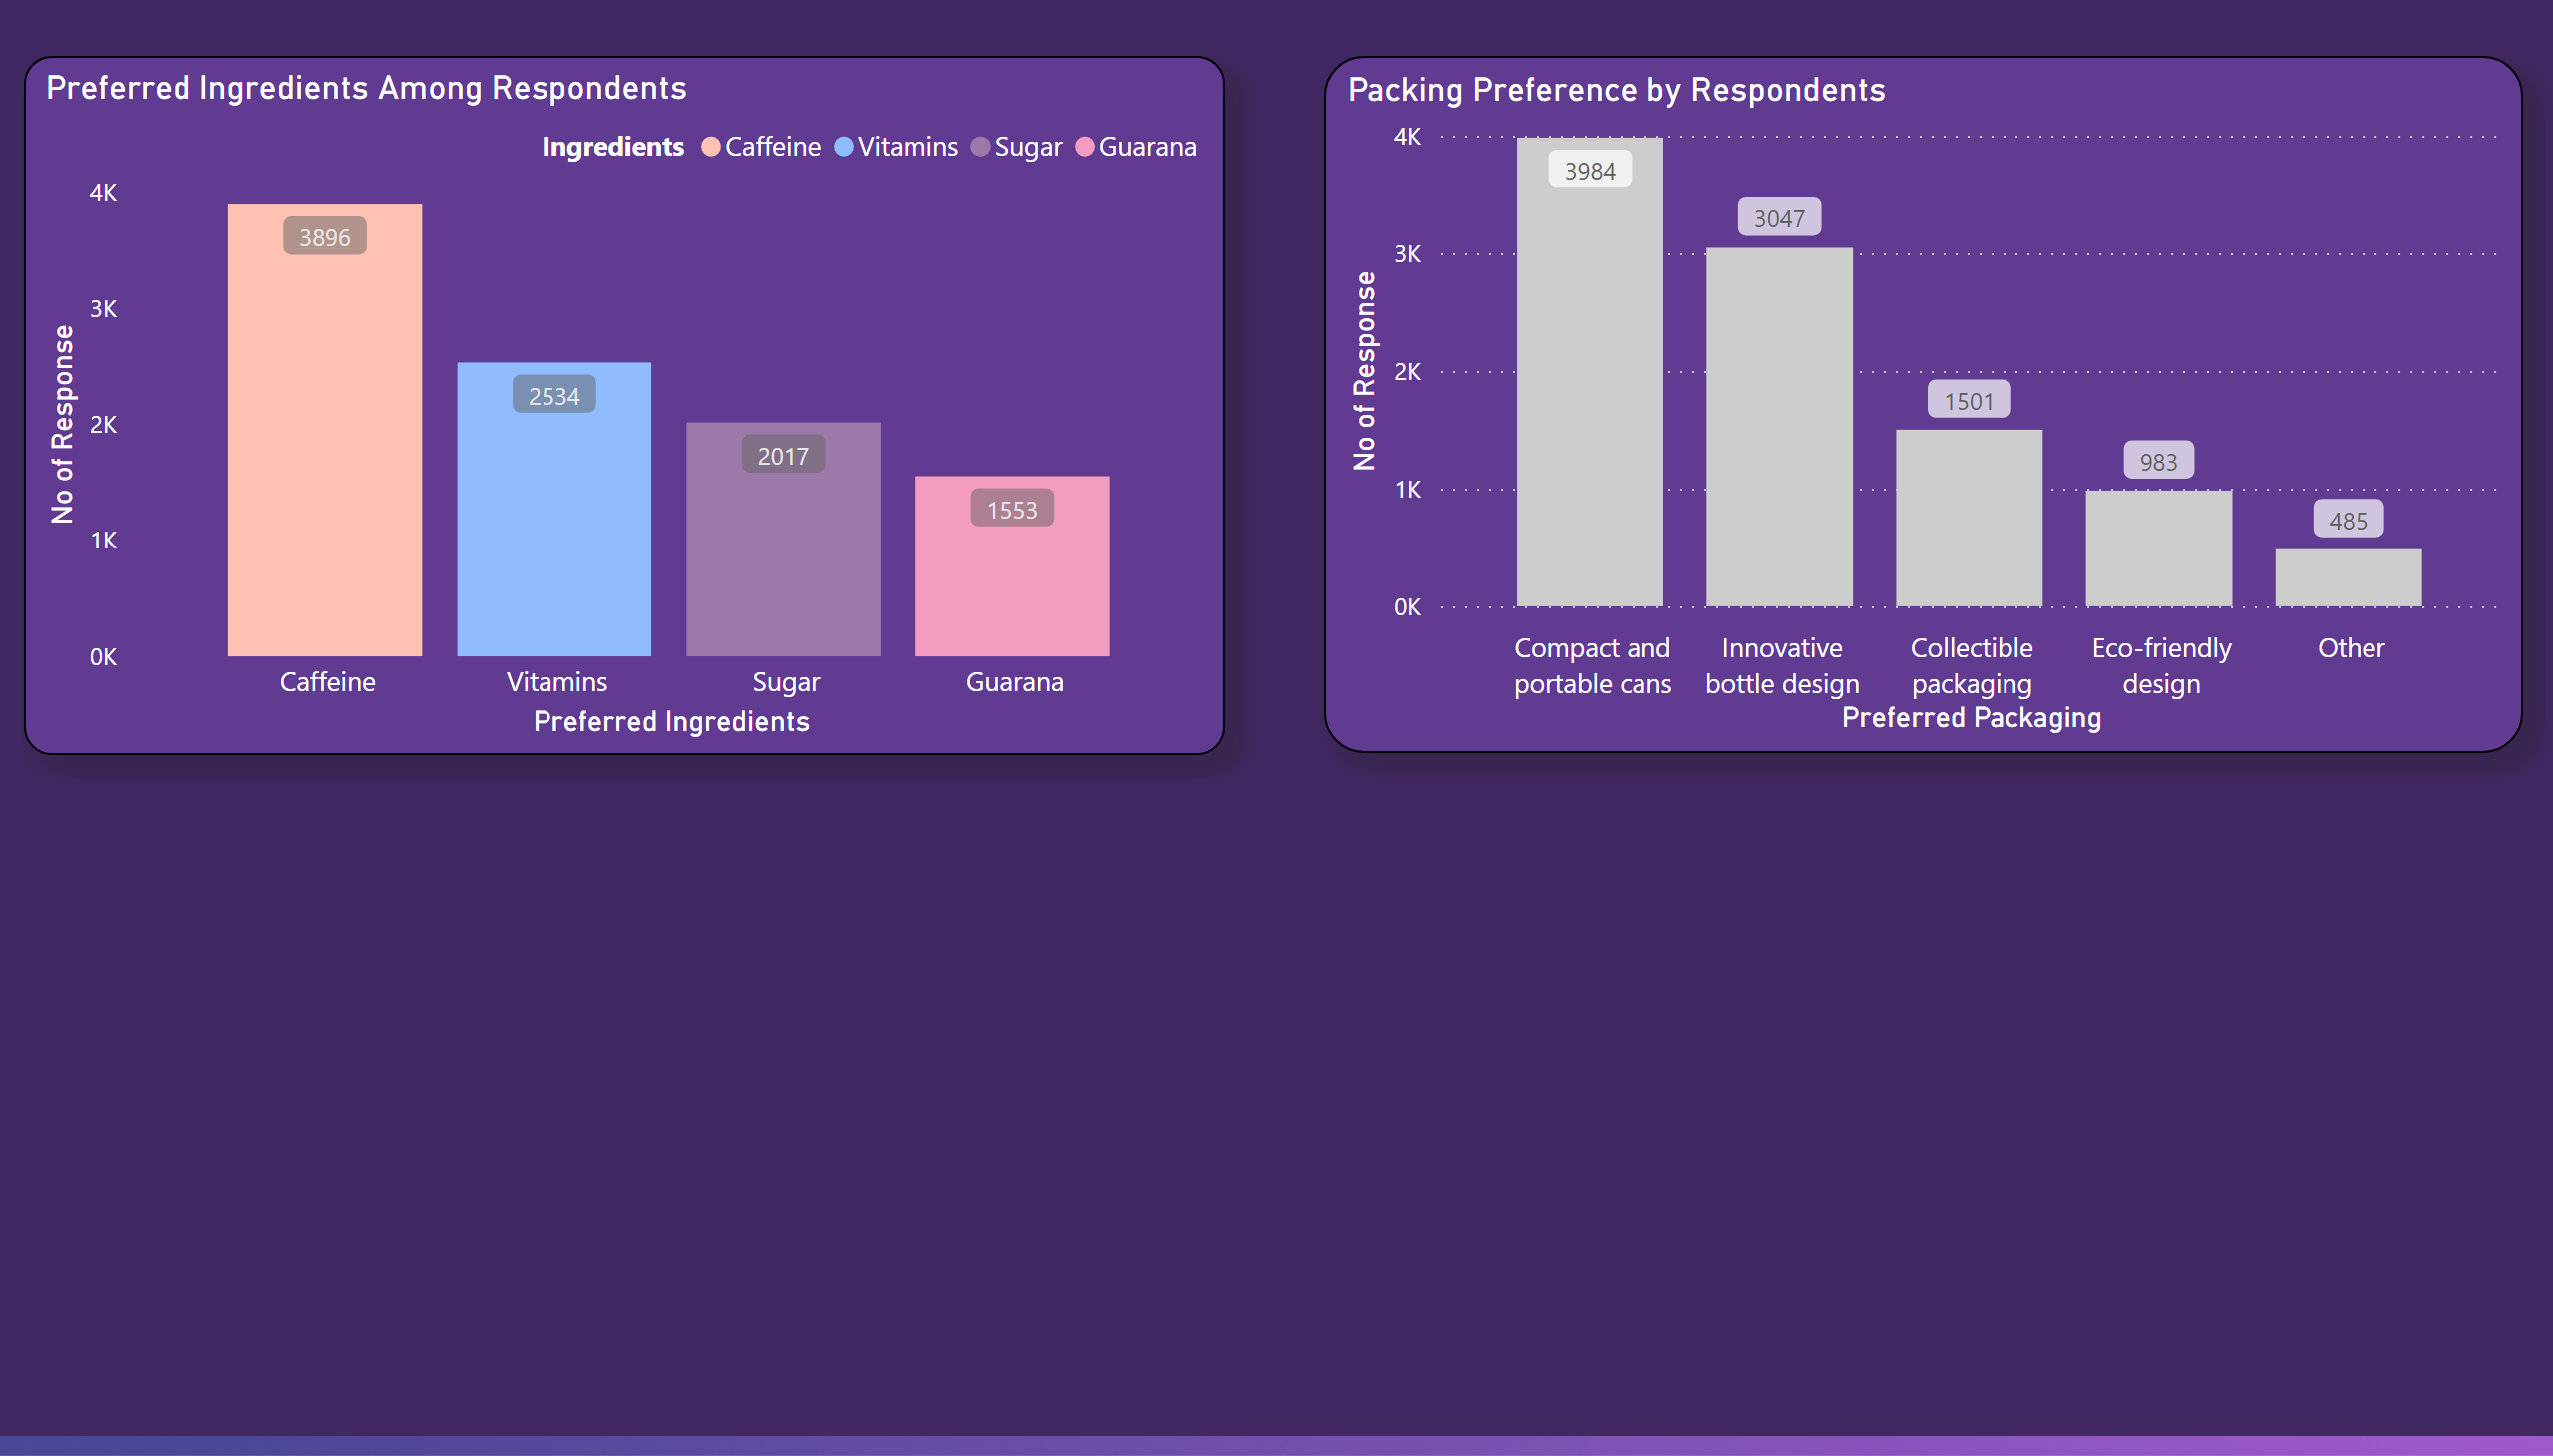 Preferred Ingredients Among Respondents
Ingredients Caffeine Vitamins Sugar Guarana
4K
3K
2K
1K
0K
No of Response
3896
2534
2017
1553
Caffeine Vitamins Sugar Guarana
Preferred Ingredients
Packing Preference by Respondents
4K
3K
2K
1K
0K
No of Response
3984
3047
1501
983
485
Compact and portable cans
Innovative bottle design
Collectible packaging
Eco-friendly design
Other
Preferred Packaging